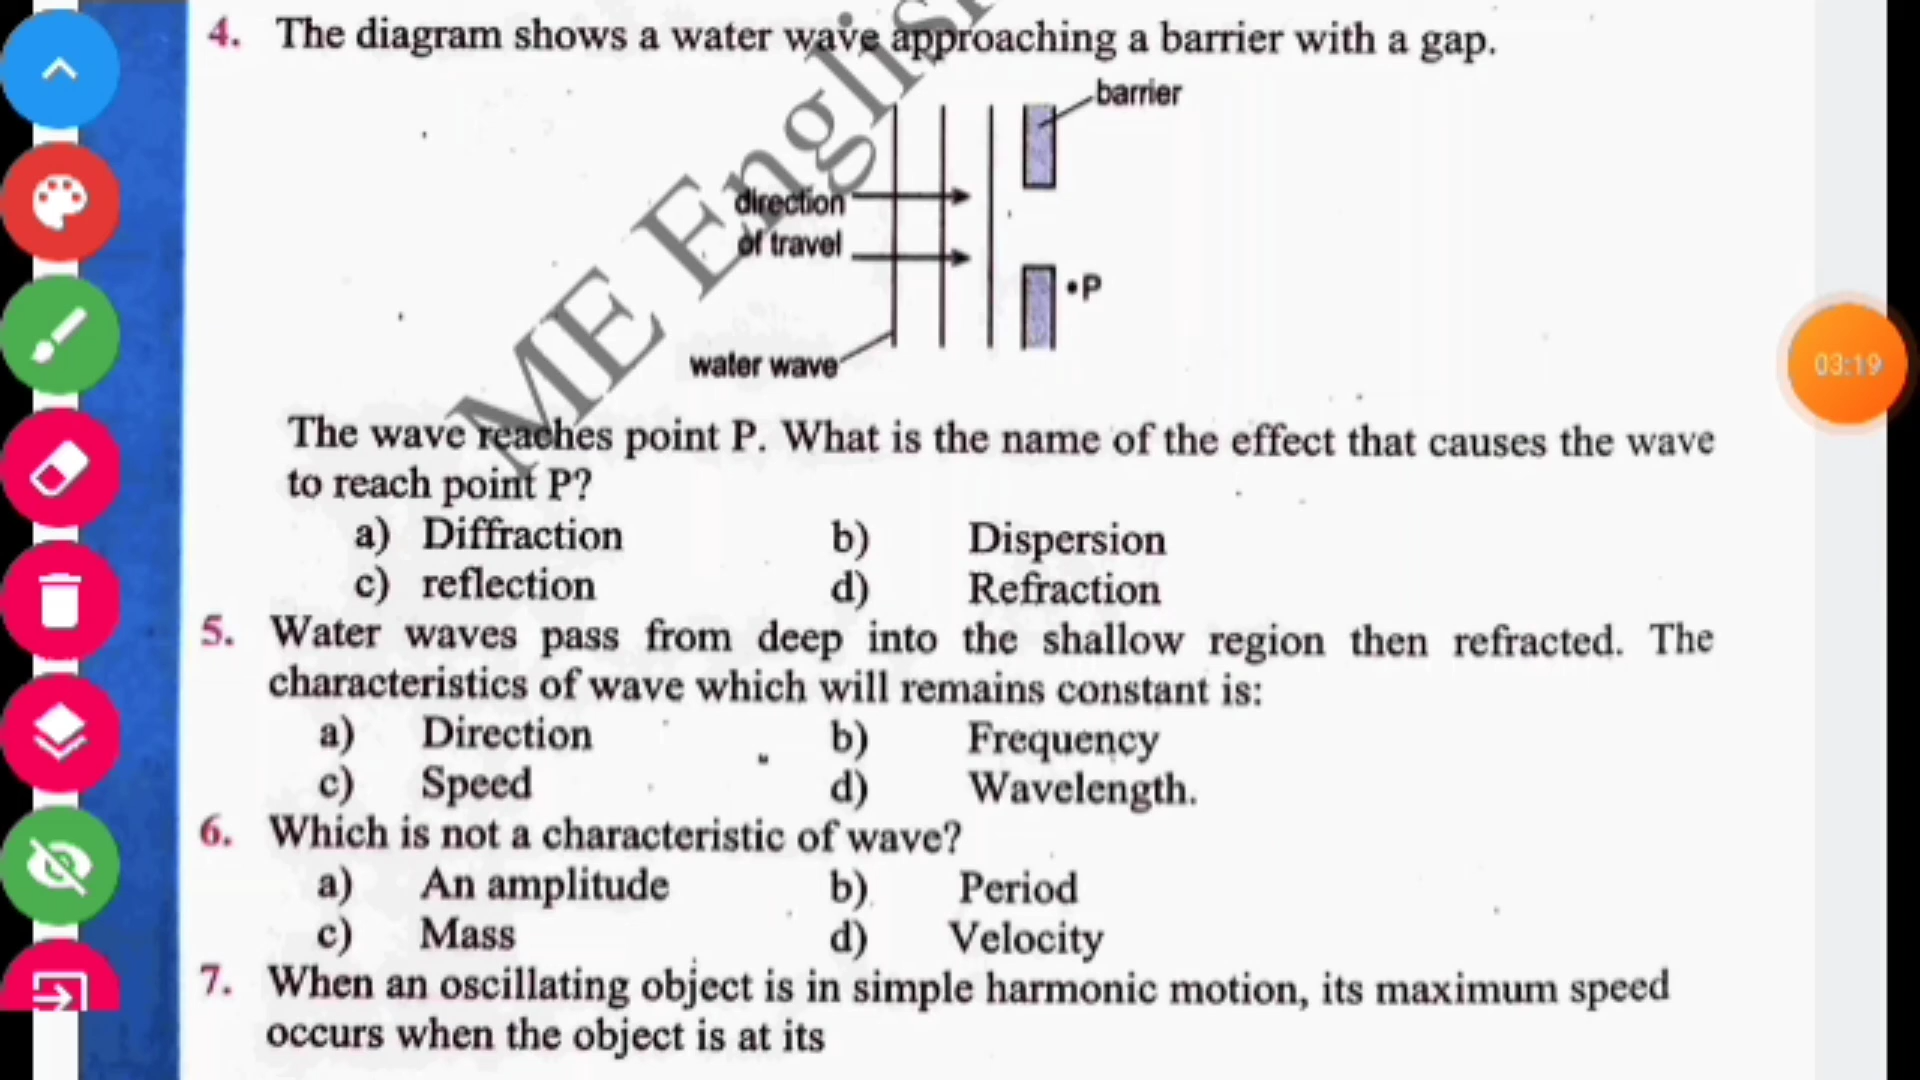 4. The diagram shows a water wave approaching a barrier with a gap.
barrier
direction
of travel
•P
water wave
ME English
03:19
The wave reaches point P. What is the name of the effect that causes the wave
to reach point P?
a) Diffraction b) Dispersion
c) reflection d) Refraction
5. Water waves pass from deep into the shallow region then refracted. The
characteristics of wave which will remains constant is:
a) Direction b) Frequency
c) Speed d) Wavelength.
6. Which is not a characteristic of wave?
a) An amplitude b) Period
c) Mass d) Velocity
7. When an oscillating object is in simple harmonic motion, its maximum speed
occurs when the object is at its